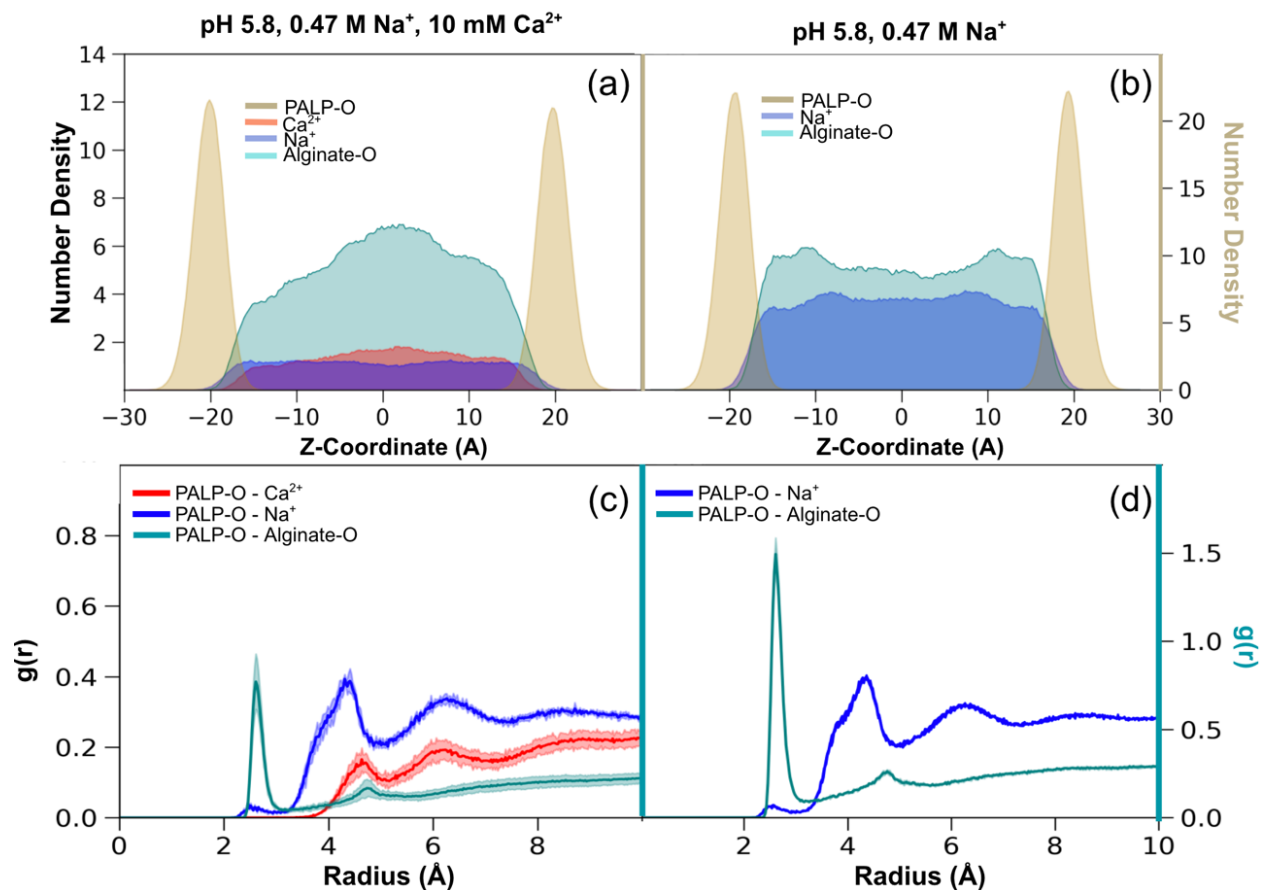 pH 5.8, 0.47 M Na⁺, 10 mM Ca²⁺
pH 5.8, 0.47 M Na⁺
(a)
PALP-O
Ca²⁺
Na⁺
Alginate-O
14
12
10
8
6
4
2
Number Density
−30 −20 −10 0 10 20
Z-Coordinate (A)
(b)
PALP-O
Na⁺
Alginate-O
20
15
10
5
0
Number Density
−20 −10 0 10 20 30
Z-Coordinate (A)
(c)
PALP-O - Ca²⁺
PALP-O - Na⁺
PALP-O - Alginate-O
0.8
0.6
0.4
0.2
0.0
g(r)
0 2 4 6 8
Radius (Å)
(d)
PALP-O - Na⁺
PALP-O - Alginate-O
1.5
1.0
0.5
0.0
g(r)
2 4 6 8 10
Radius (Å)